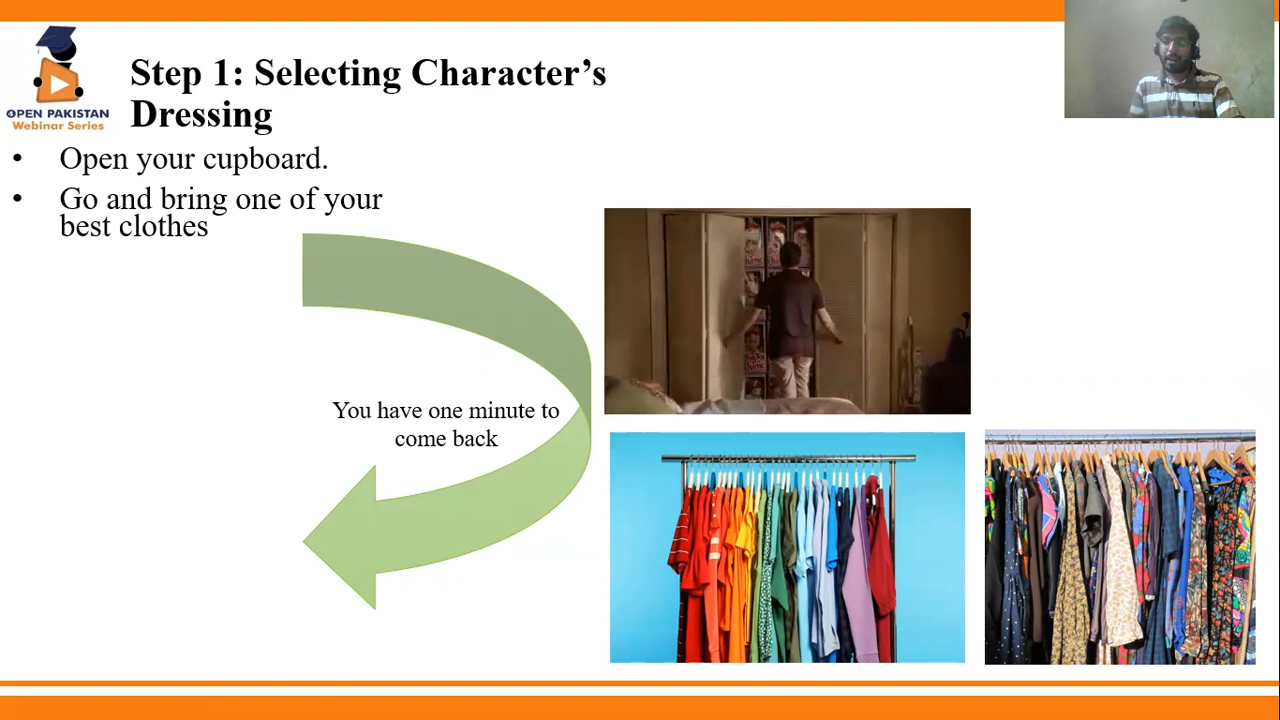 OPEN PAKISTAN
Webinar Series
Step 1: Selecting Character’s
Dressing
• Open your cupboard.
• Go and bring one of your
best clothes
You have one minute to
come back